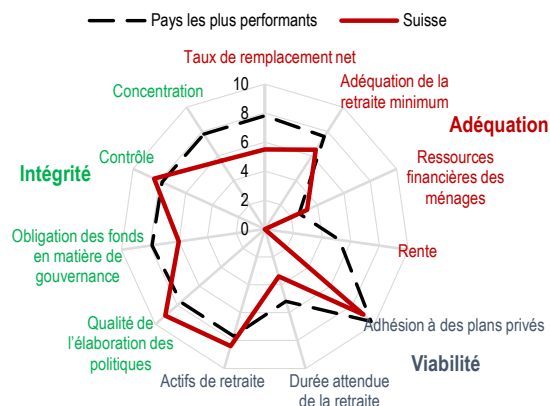 Pays les plus performants
Suisse
Taux de remplacement net
Adéquation de la
retraite minimum
Adéquation
Ressources
financières des
ménages
Rente
Adhésion à des plans privés
Viabilité
Durée attendue
de la retraite
Actifs de retraite
Qualité de
l'élaboration des
politiques
Obligation des fonds
en matière de
gouvernance
Intégrité
Contrôle
Concentration
10
8
6
4
2
0